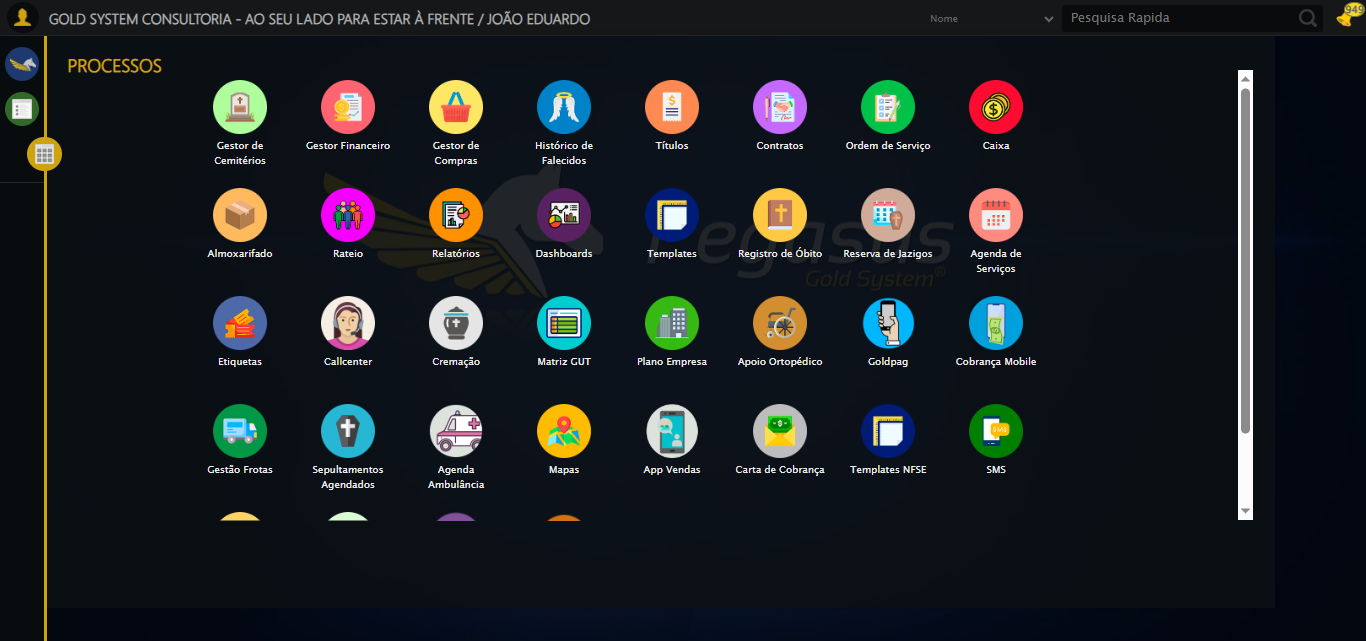 GOLD SYSTEM CONSULTORIA - AO SEU LADO PARA ESTAR À FRENTE / JOÃO EDUARDO
Nome
Pesquisa Rapida
949
PROCESSOS
Gestor de
Cemitérios
Gestor Financeiro
Gestor de
Compras
Histórico de
Falecidos
Títulos
Contratos
Ordem de Serviço
Caixa
Almoxarifado
Rateio
Relatórios
Dashboards
Templates
Registro de Óbito
Reserva de Jazigos
Agenda de
Serviços
Pegasus
Gold System®
Etiquetas
Callcenter
Cremação
Matriz GUT
Plano Empresa
Apoio Ortopédico
Goldpag
Cobrança Mobile
Gestão Frotas
Sepultamentos
Agendados
Agenda
Ambulância
Mapas
App Vendas
Carta de Cobrança
Templates NFSE
SMS
SMS